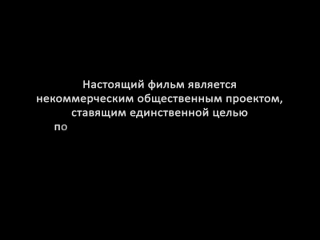 Настоящий фильм является
некоммерческим общественным проектом,
ставящим единственной целью
по